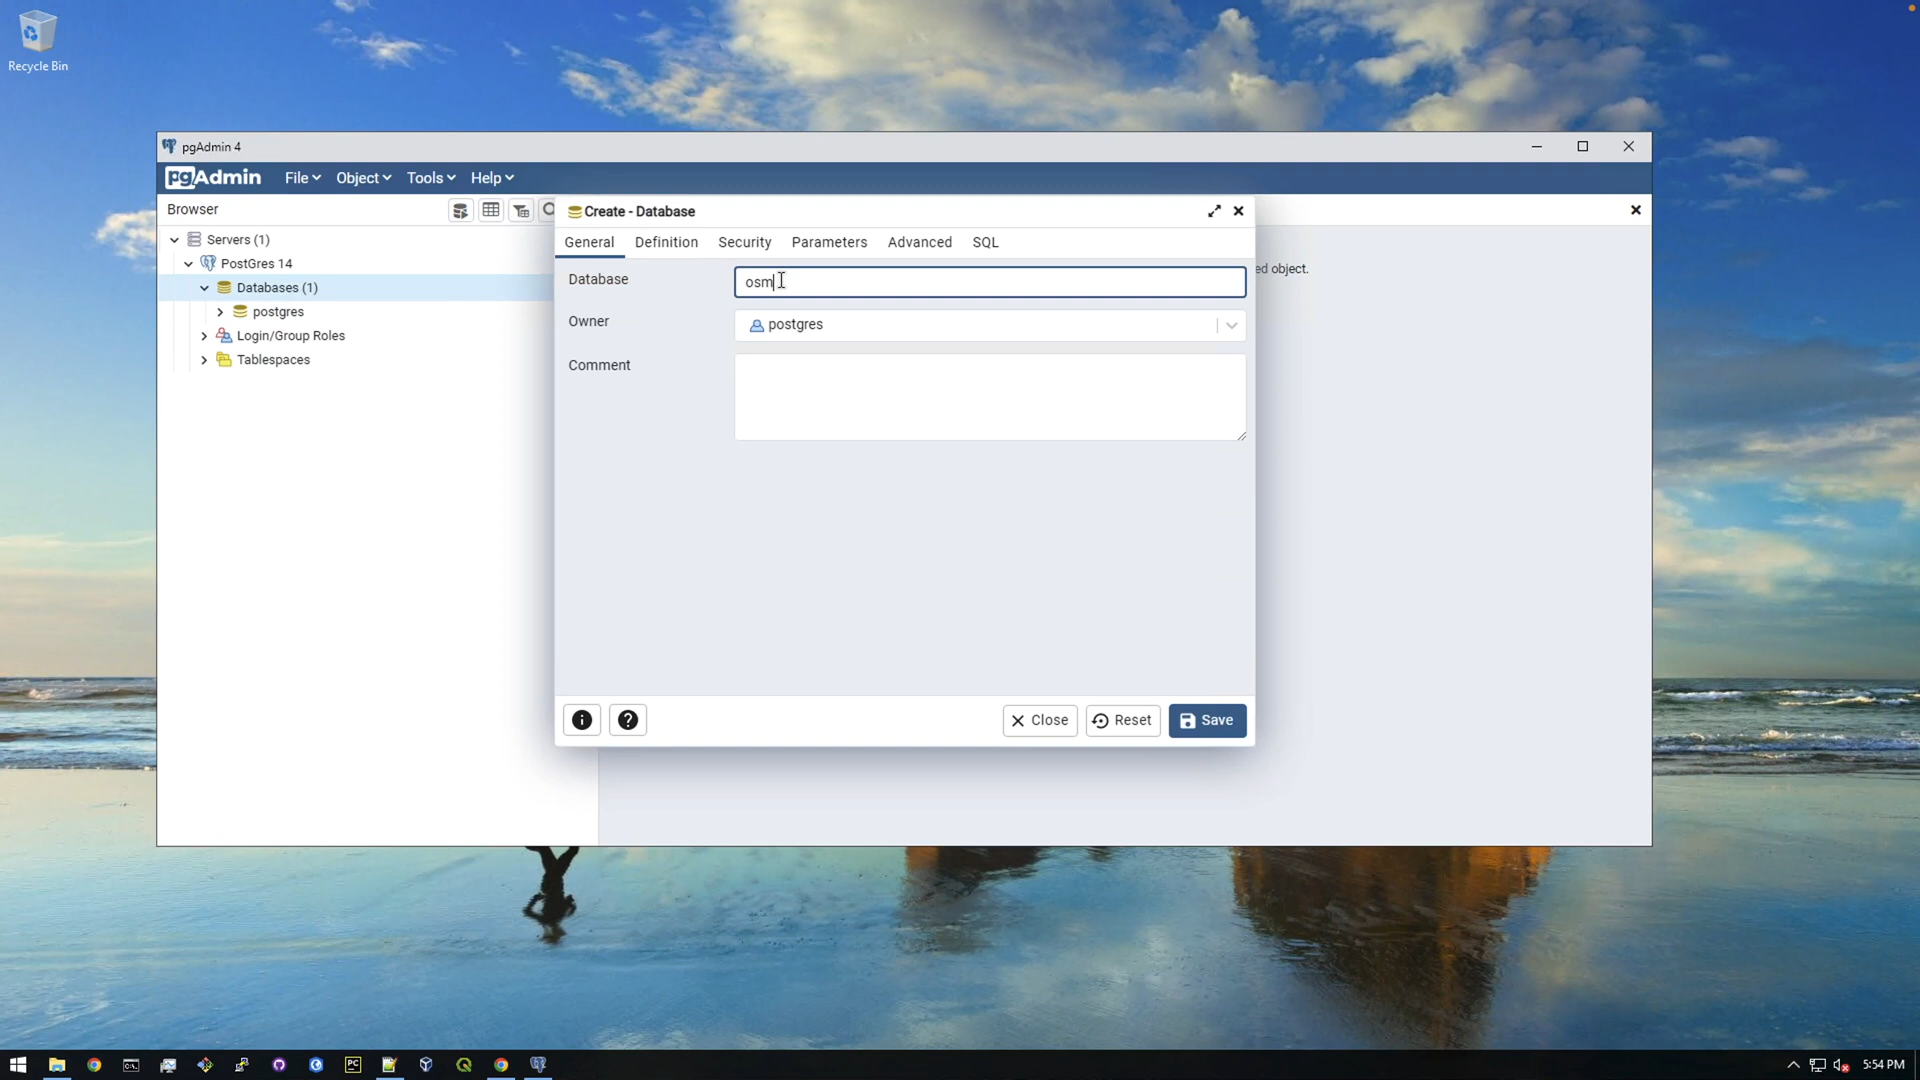 Recycle Bin
pgAdmin 4
pgAdmin File Object Tools Help
Browser
Servers (1)
PostGres 14
Databases (1)
postgres
Login/Group Roles
Tablespaces
Create - Database
General Definition Security Parameters Advanced SQL
Database osm
ed object.
Owner postgres
Comment
Close Reset Save
5:54 PM